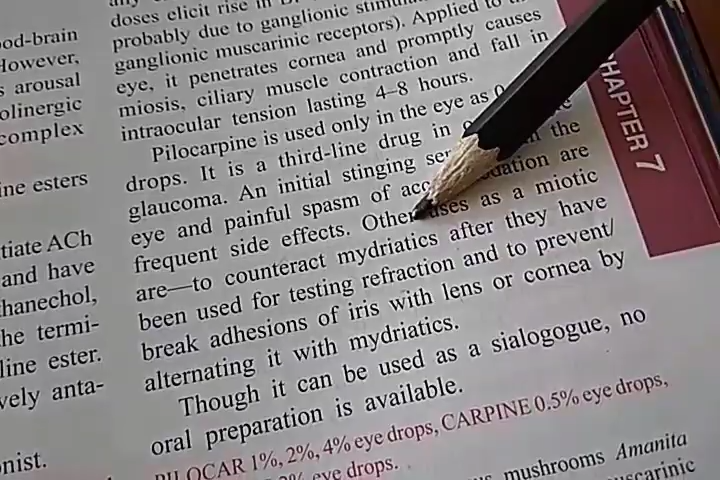 ood-brain
However,
s arousal
olinergic
complex
ine esters
tiate ACh
and have
hanechol,
he termi-
line ester.
vely anta-
nist.
doses elicit rise in
probably due to ganglionic
ganglionic muscarinic receptors). Applied to
eye, it penetrates cornea and promptly causes
miosis, ciliary muscle contraction and fall in
intraocular tension lasting 4–8 hours.
Pilocarpine is used only in the eye as
drops. It is a third-line drug in
glaucoma. An initial stinging the
eye and painful spasm of are
frequent side effects. Other uses as a miotic
are—to counteract mydriatics after they have
been used for testing refraction and to prevent/
break adhesions of iris with lens or cornea by
alternating it with mydriatics.
Though it can be used as a sialogogue, no
oral preparation is available.
PILOCAR 1%, 2%, 4% eye drops, CARPINE 0.5% eye drops,
eye drops.
mushrooms Amanita
uscarinic
HAPTER 7